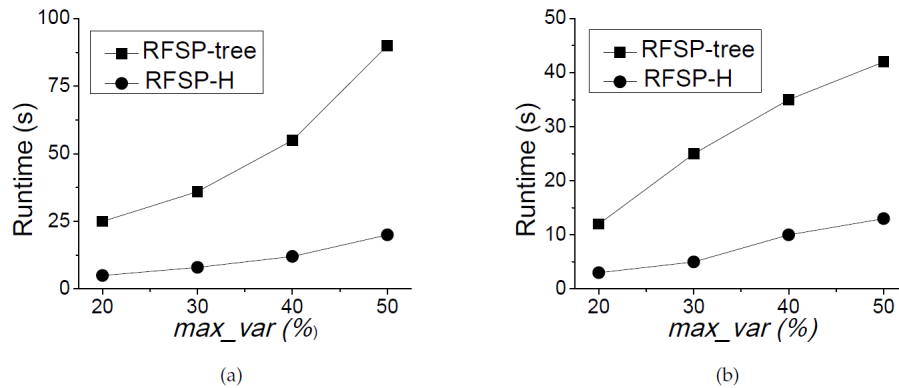 100
75
50
25
0
Runtime (s)
RFSP-tree
RFSP-H
20 30 40 50
max_var (%)
(a)
50
40
30
20
10
0
Runtime (s)
RFSP-tree
RFSP-H
20 30 40 50
max_var (%)
(b)